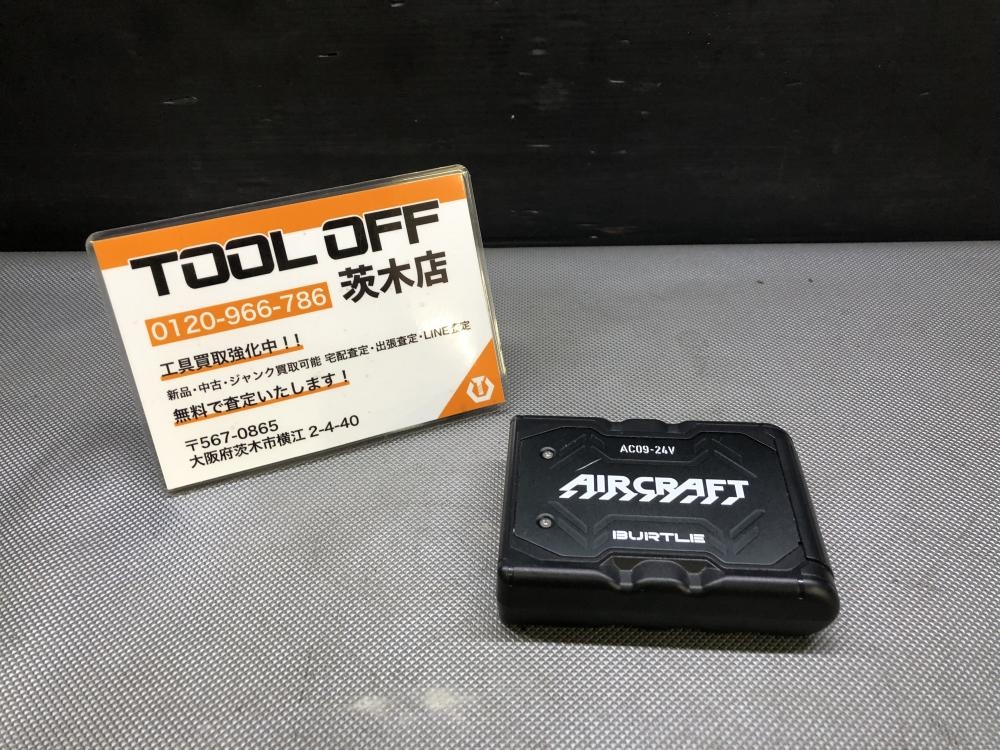 TOOL OFF
茨木店
0120-966-786
工具買取強化中！！
新品・中古・ジャンク買取可能 宅配査定・出張査定・LINE査定
無料で査定いたします！
〒567-0865
大阪府茨木市横江 2-4-40
AC09-24V
AIRCRAFT
BURTLE